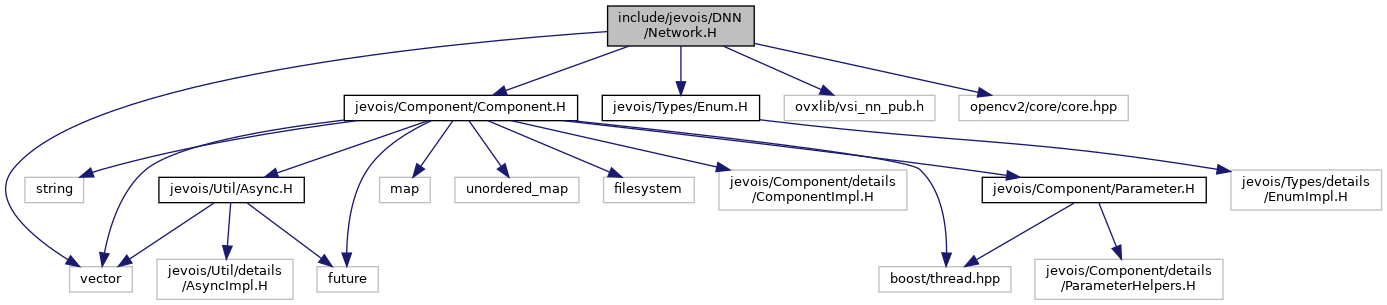 include/jevois/DNN
/Network.H
jevois/Component/Component.H
jevois/Types/Enum.H
ovxlib/vsi_nn_pub.h
opencv2/core/core.hpp
string
jevois/Util/Async.H
map
unordered_map
filesystem
jevois/Component/details
/ComponentImpl.H
jevois/Component/Parameter.H
jevois/Types/details
/EnumImpl.H
vector
jevois/Util/details
/AsyncImpl.H
future
boost/thread.hpp
jevois/Component/details
/ParameterHelpers.H